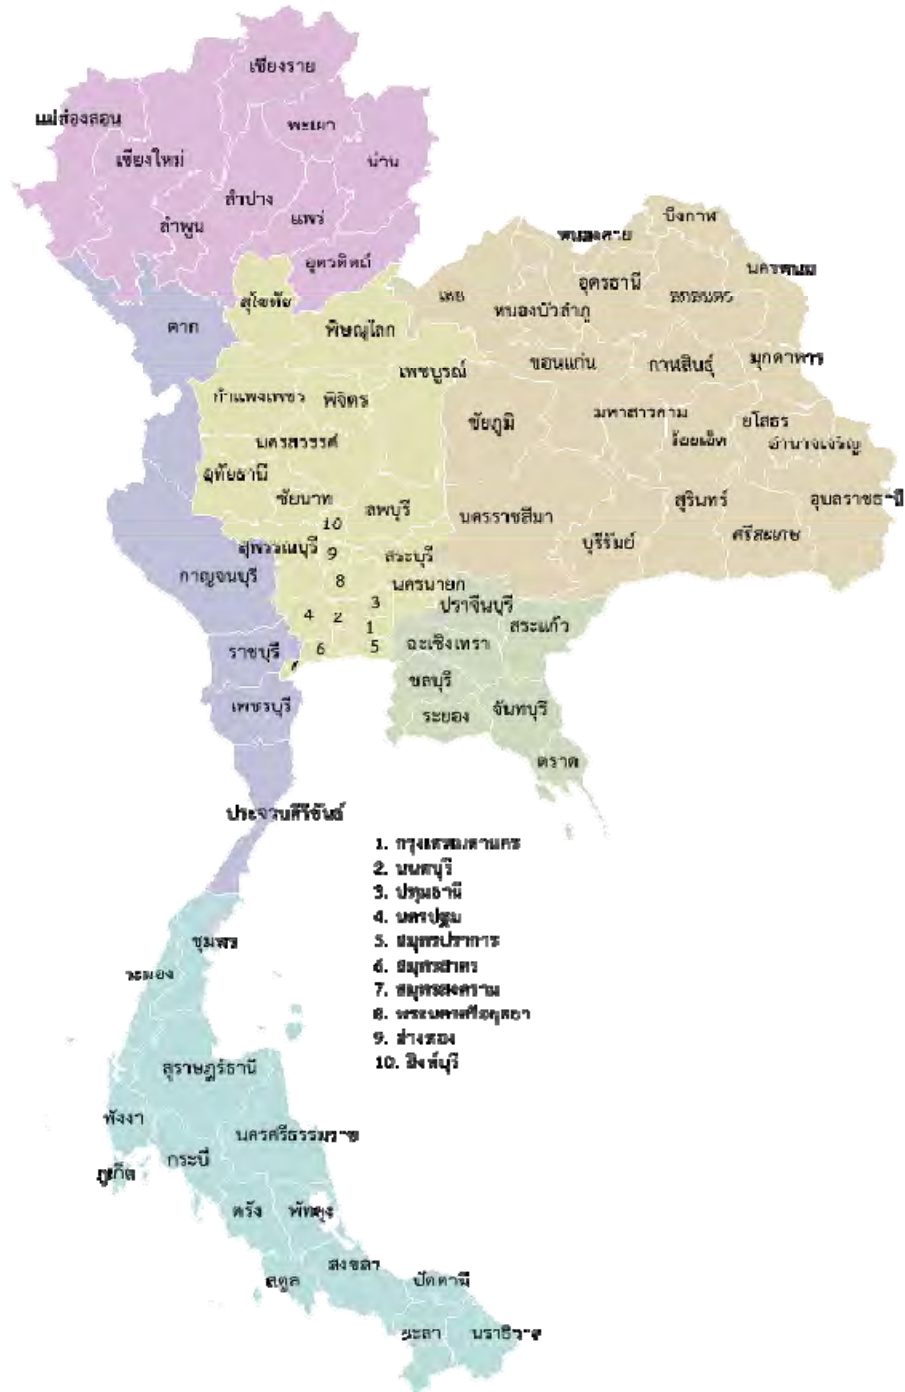 เชียงราย
แม่ฮ่องสอน
พะเยา
เชียงใหม่
น่าน
ลำปาง
แพร่
ลำพูน
อุตรดิตถ์
บึงกาฬ
หนองคาย
นครพนม
อุดรธานี
สกลนคร
เลย
หนองบัวลำภู
สุโขทัย
ตาก
พิษณุโลก
ขอนแก่น
กาฬสินธุ์
มุกดาหาร
เพชรบูรณ์
กำแพงเพชร
พิจิตร
มหาสารคาม
ยโสธร
ชัยภูมิ
ร้อยเอ็ด
อำนาจเจริญ
นครสวรรค์
อุทัยธานี
ชัยนาท
ลพบุรี
สุรินทร์
อุบลราชธานี
นครราชสีมา
10
บุรีรัมย์
ศรีสะเกษ
สุพรรณบุรี
9
สระบุรี
กาญจนบุรี
8
นครนายก
3
ปราจีนบุรี
4
2
1
สระแก้ว
ราชบุรี
6
5
ฉะเชิงเทรา
ชลบุรี
เพชรบุรี
ระยอง
จันทบุรี
ตราด
ประจวบคีรีขันธ์
1. กรุงเทพมหานคร
2. นนทบุรี
3. ปทุมธานี
4. นครปฐม
5. สมุทรปราการ
6. สมุทรสาคร
7. สมุทรสงคราม
8. พระนครศรีอยุธยา
9. อ่างทอง
10. สิงห์บุรี
ชุมพร
ระนอง
สุราษฎร์ธานี
พังงา
นครศรีธรรมราช
ภูเก็ต
กระบี่
ตรัง
พัทลุง
สงขลา
สตูล
ปัตตานี
ยะลา
นราธิวาส